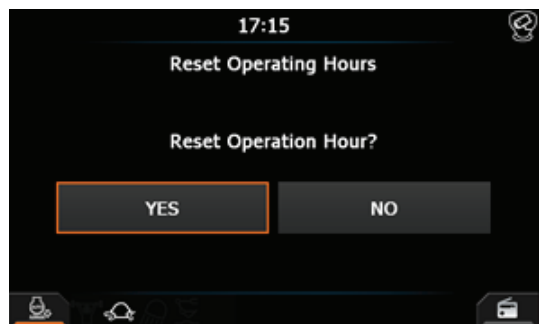 17:15
Reset Operating Hours
Reset Operation Hour?
YES NO